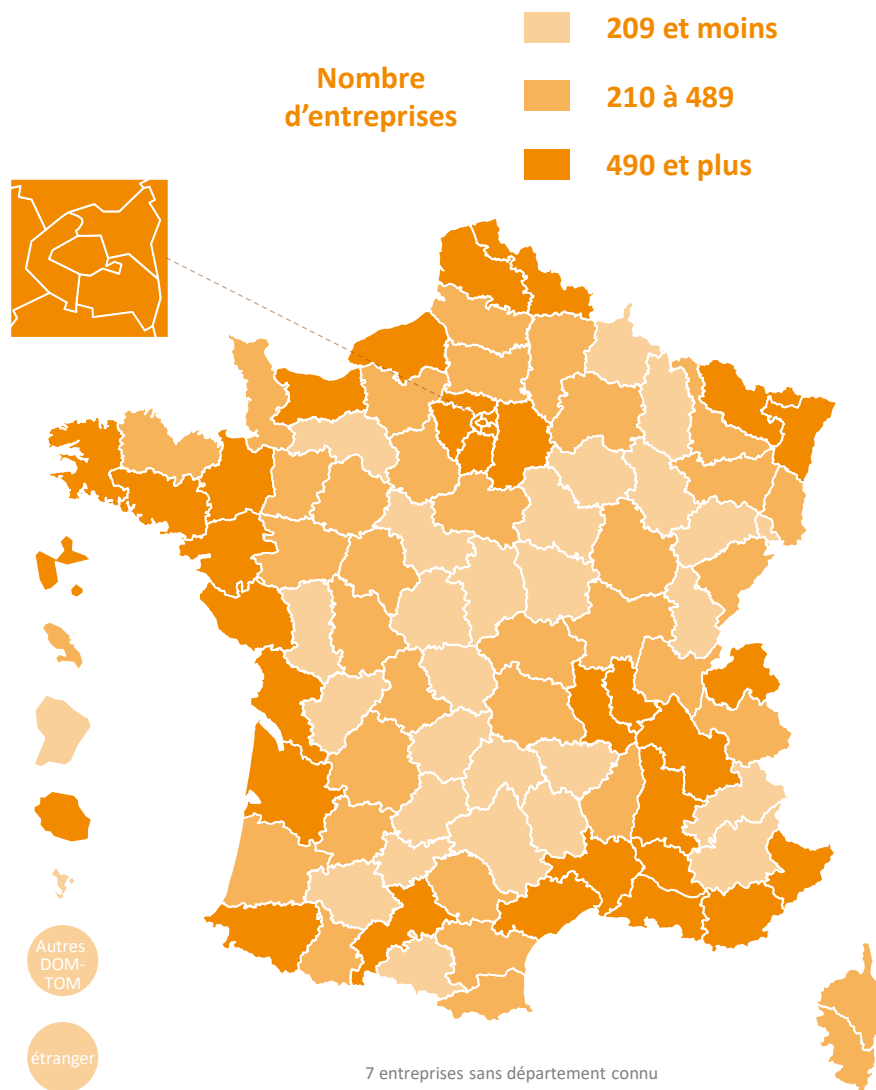 209 et moins
Nombre
d’entreprises
210 à 489
490 et plus
Autres
DOM-
TOM
étranger
7 entreprises sans département connu